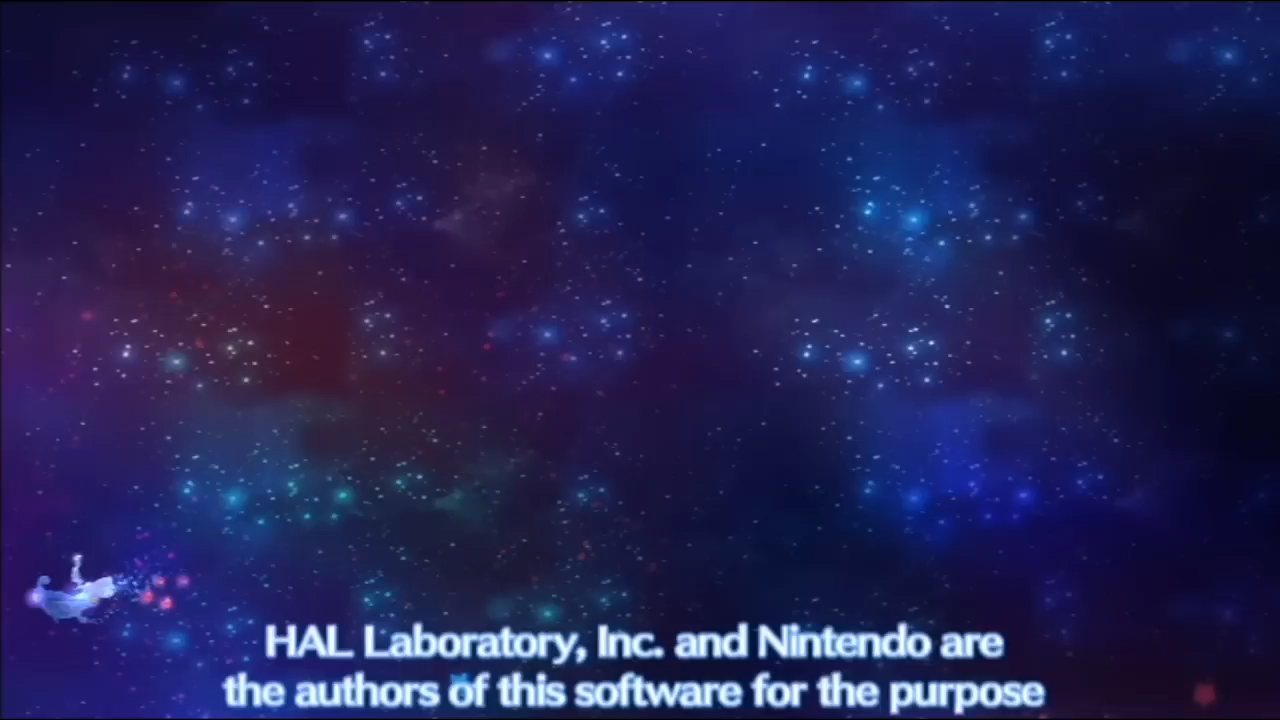 HAL Laboratory, Inc. and Nintendo are
the authors of this software for the purpose